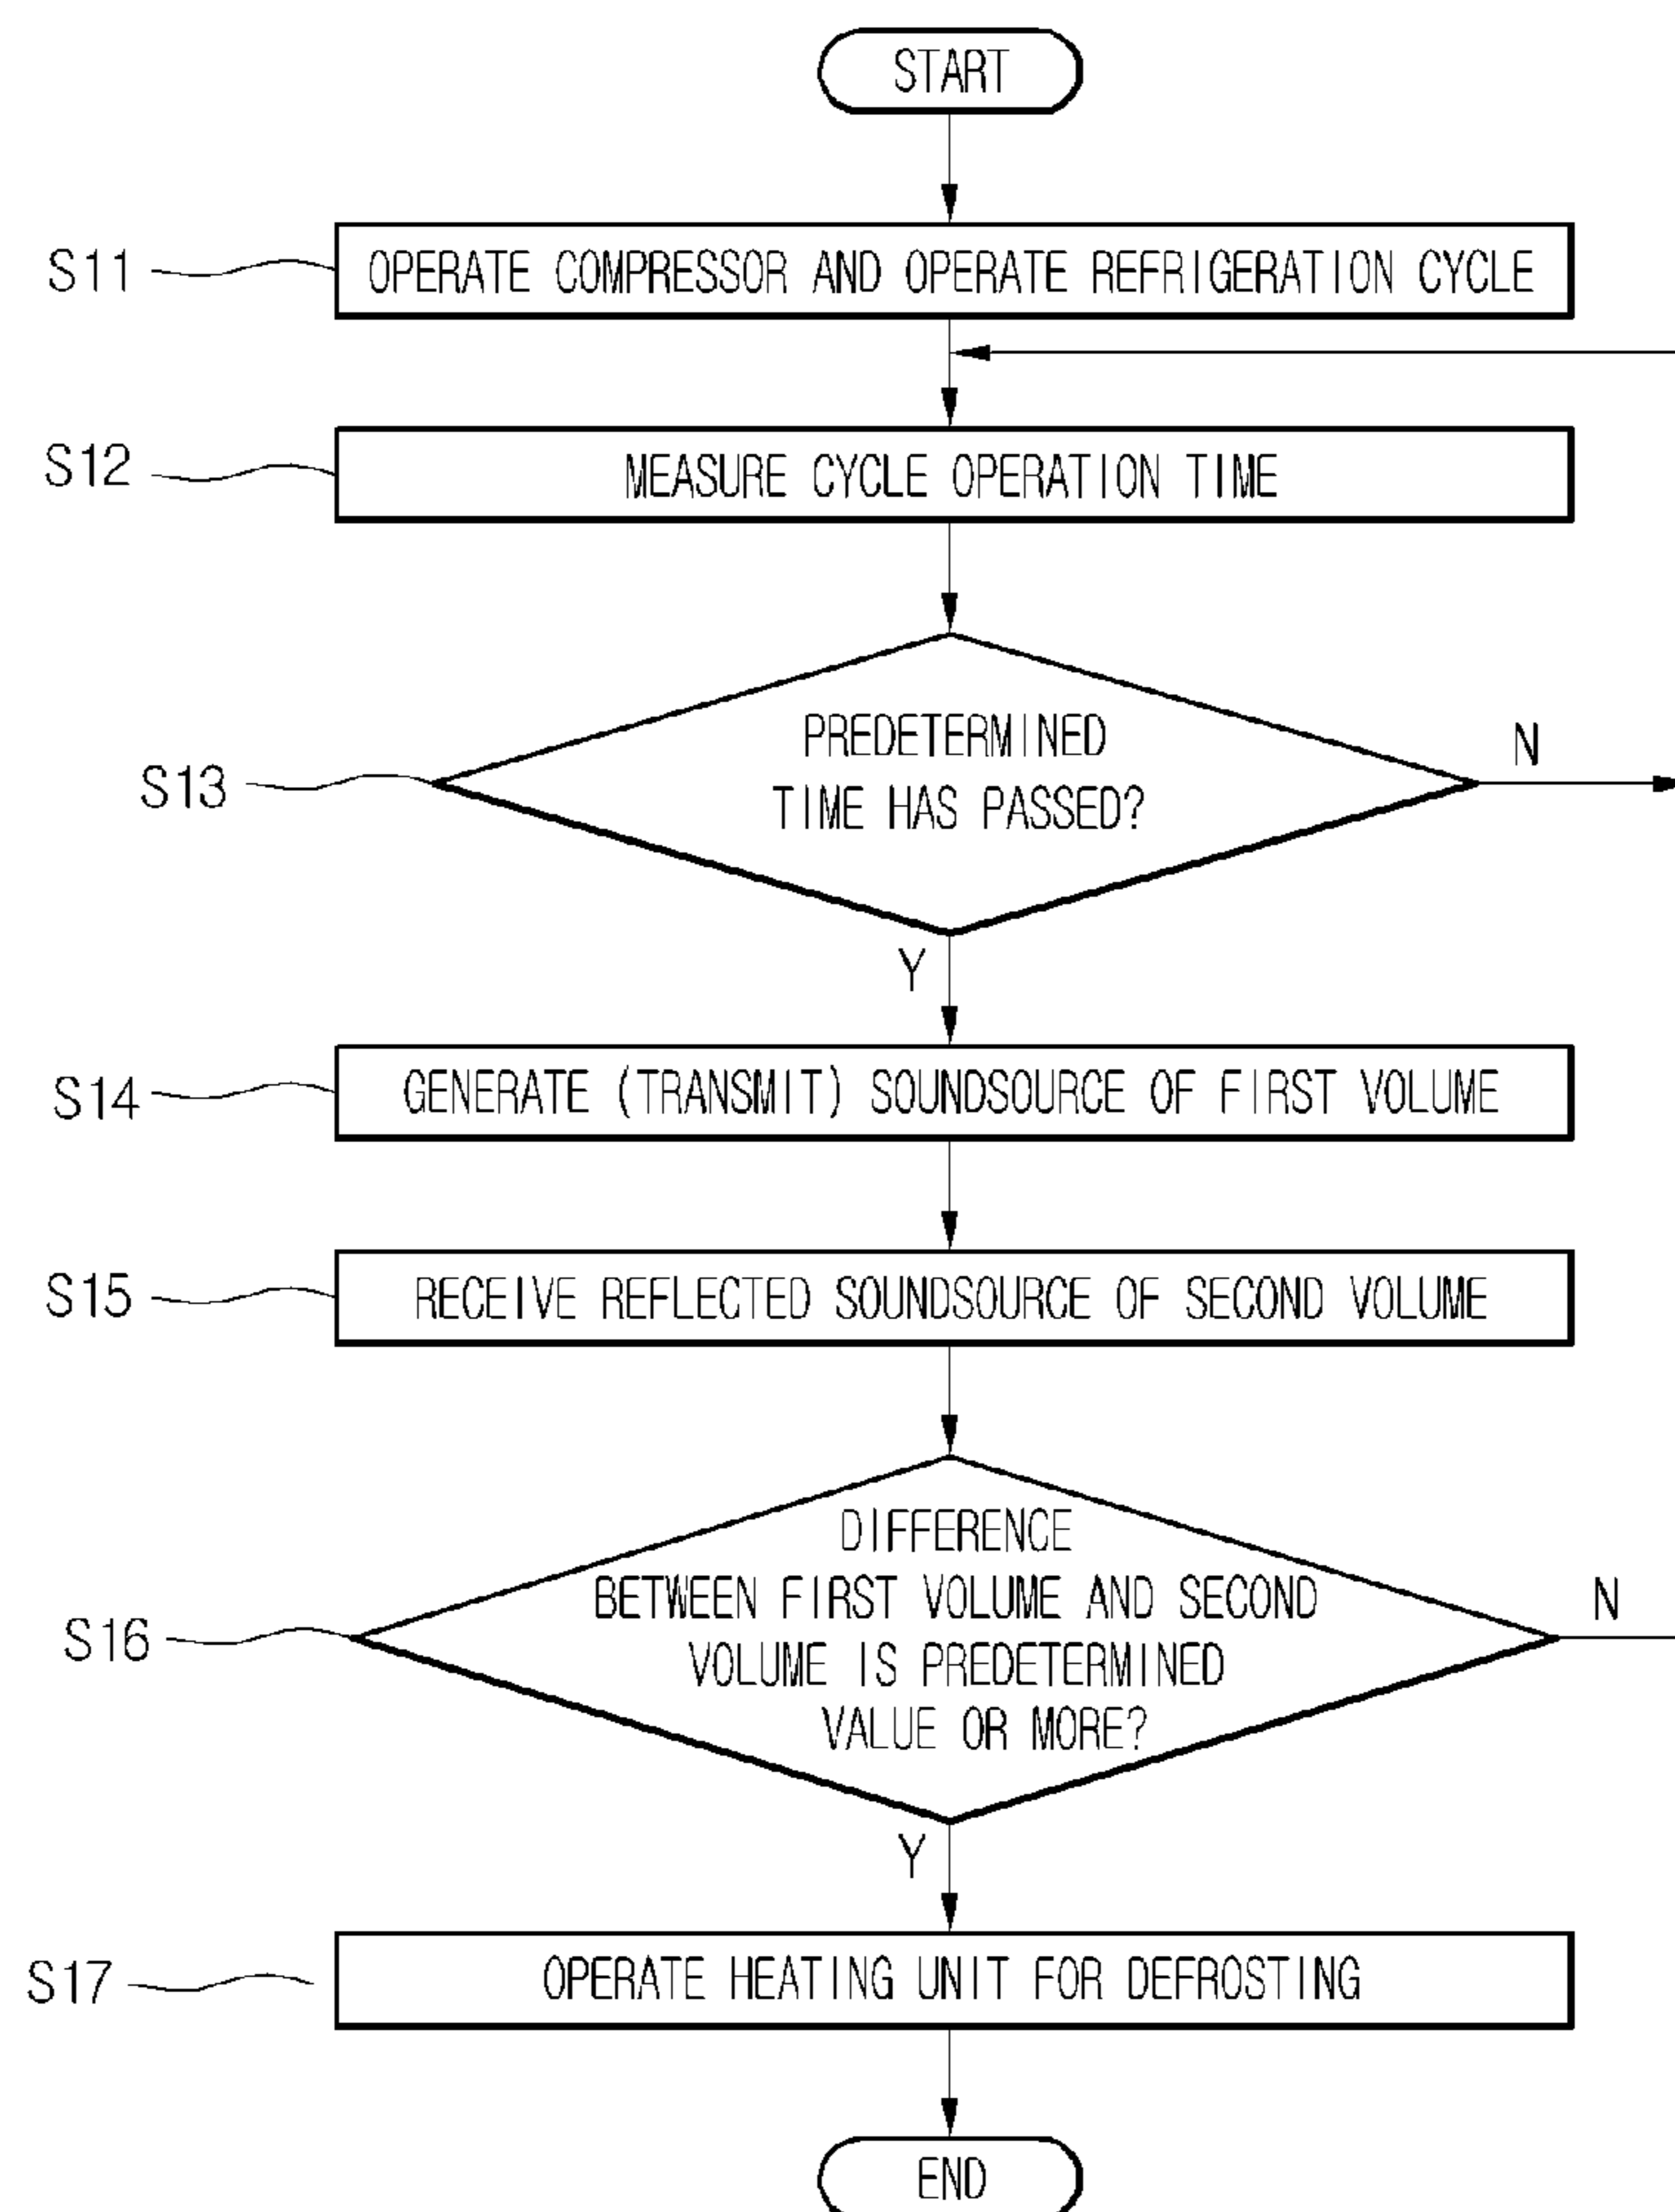 START
S11
OPERATE COMPRESSOR AND OPERATE REFRIGERATION CYCLE
S12
MEASURE CYCLE OPERATION TIME
S13
PREDETERMINED
TIME HAS PASSED?
N
Y
S14
GENERATE (TRANSMIT) SOUNDSOURCE OF FIRST VOLUME
S15
RECEIVE REFLECTED SOUNDSOURCE OF SECOND VOLUME
S16
DIFFERENCE
BETWEEN FIRST VOLUME AND SECOND
VOLUME IS PREDETERMINED
VALUE OR MORE?
N
Y
S17
OPERATE HEATING UNIT FOR DEFROSTING
END